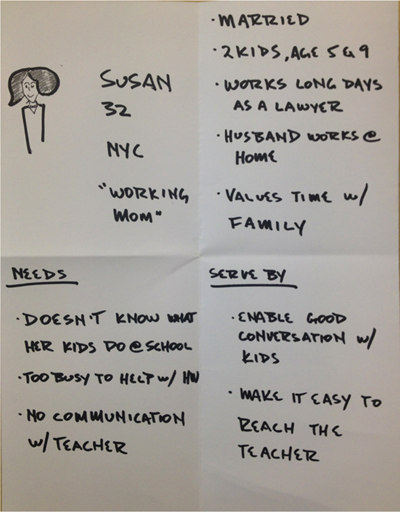 SUSAN
32
NYC
"WORKING
MOM"
· MARRIED
· 2 KIDS, AGE 5 & 9
· WORKS LONG DAYS
AS A LAWYER
· HUSBAND WORKS @
HOME
· VALUES TIME W/
FAMILY
NEEDS
· DOESN'T KNOW WHAT
HER KIDS DO @ SCHOOL
· TOO BUSY TO HELP W/ HW
· NO COMMUNICATION
W/ TEACHER
SERVE BY
· ENABLE GOOD
CONVERSATION W/
KIDS
· MAKE IT EASY TO
REACH THE
TEACHER